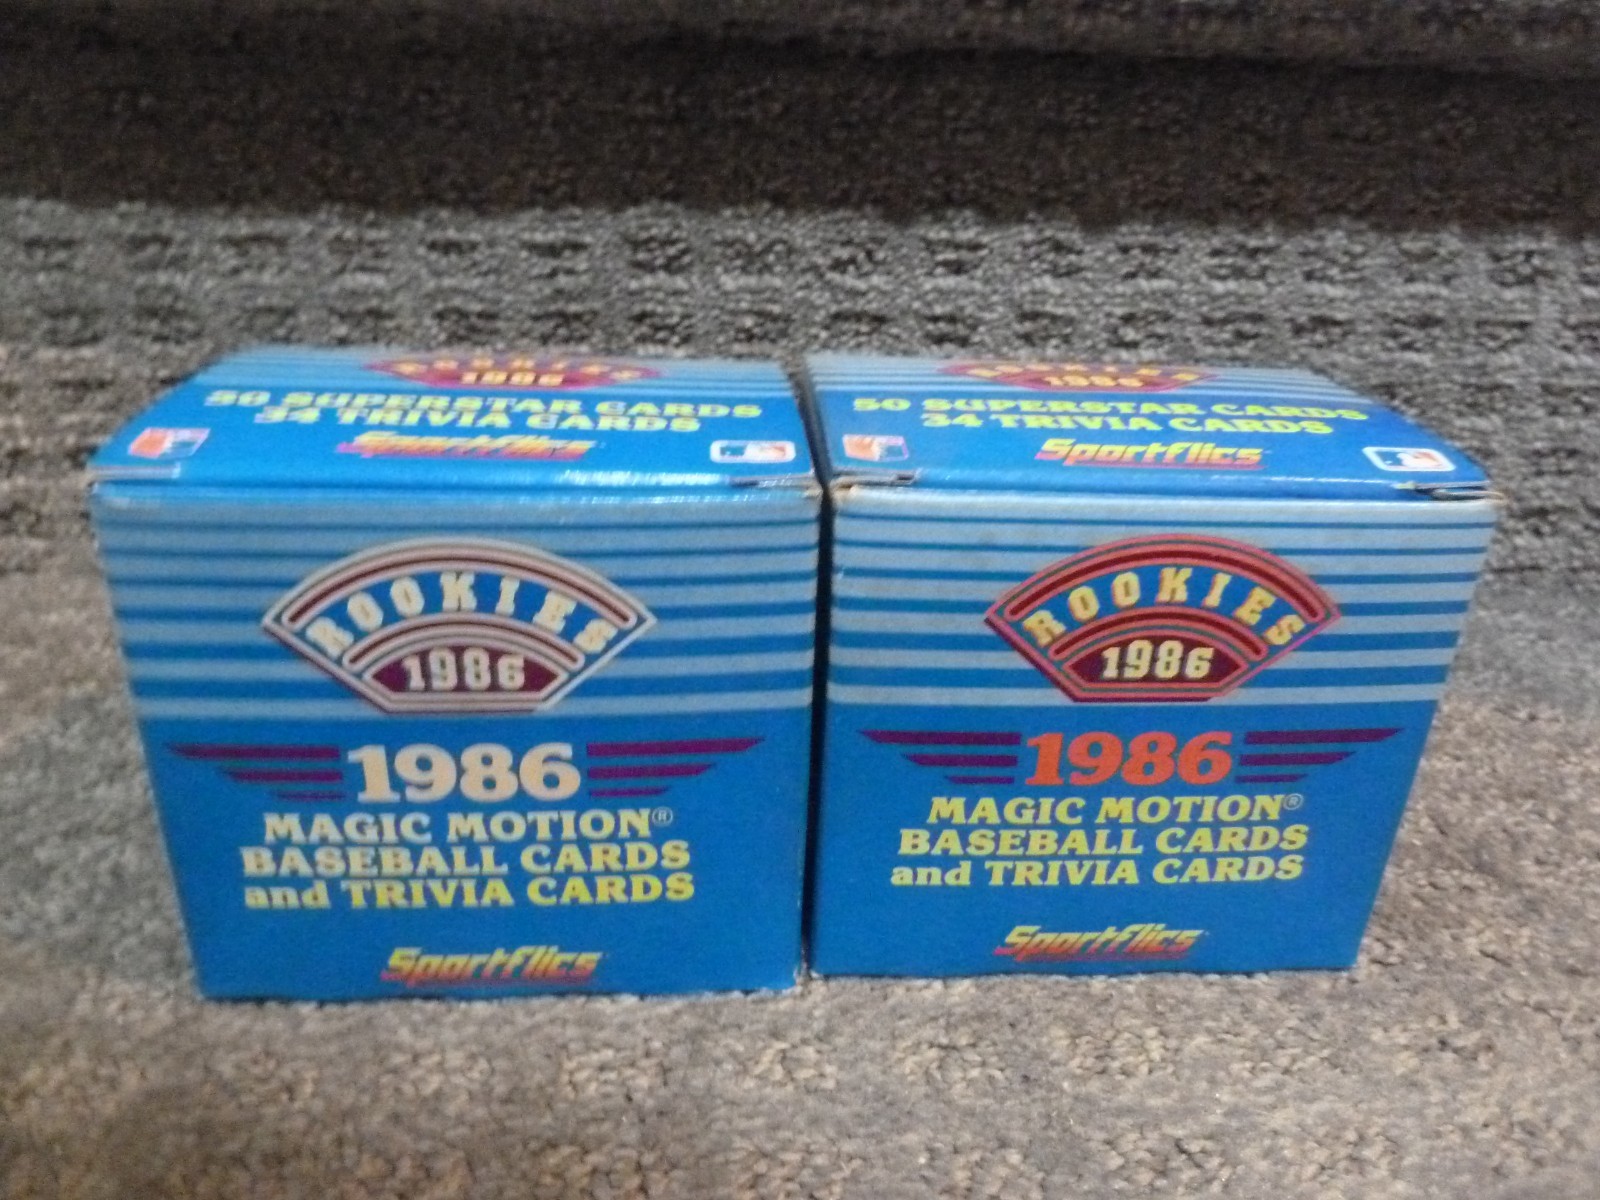 ROOKIES
1986
50 SUPERSTAR CARDS
34 TRIVIA CARDS
Sportflics
ROOKIES
1986
1986
MAGIC MOTION®
BASEBALL CARDS
and TRIVIA CARDS
Sportflics
ROOKIES
1986
50 SUPERSTAR CARDS
34 TRIVIA CARDS
Sportflics
ROOKIES
1986
1986
MAGIC MOTION®
BASEBALL CARDS
and TRIVIA CARDS
Sportflics